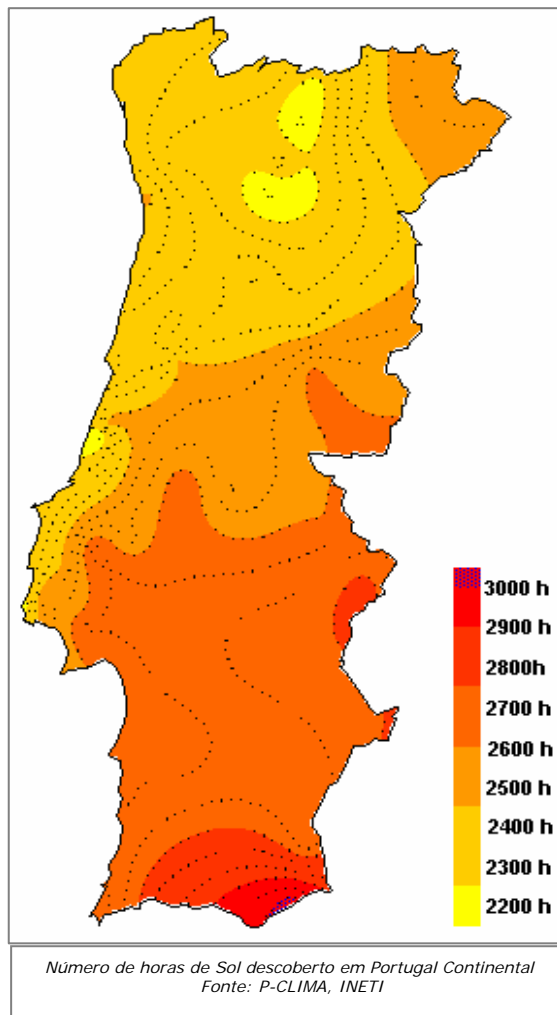 3000 h
2900 h
2800h
2700 h
2600 h
2500 h
2400 h
2300 h
2200 h
Número de horas de Sol descoberto em Portugal Continental
Fonte: P-CLIMA, INETI